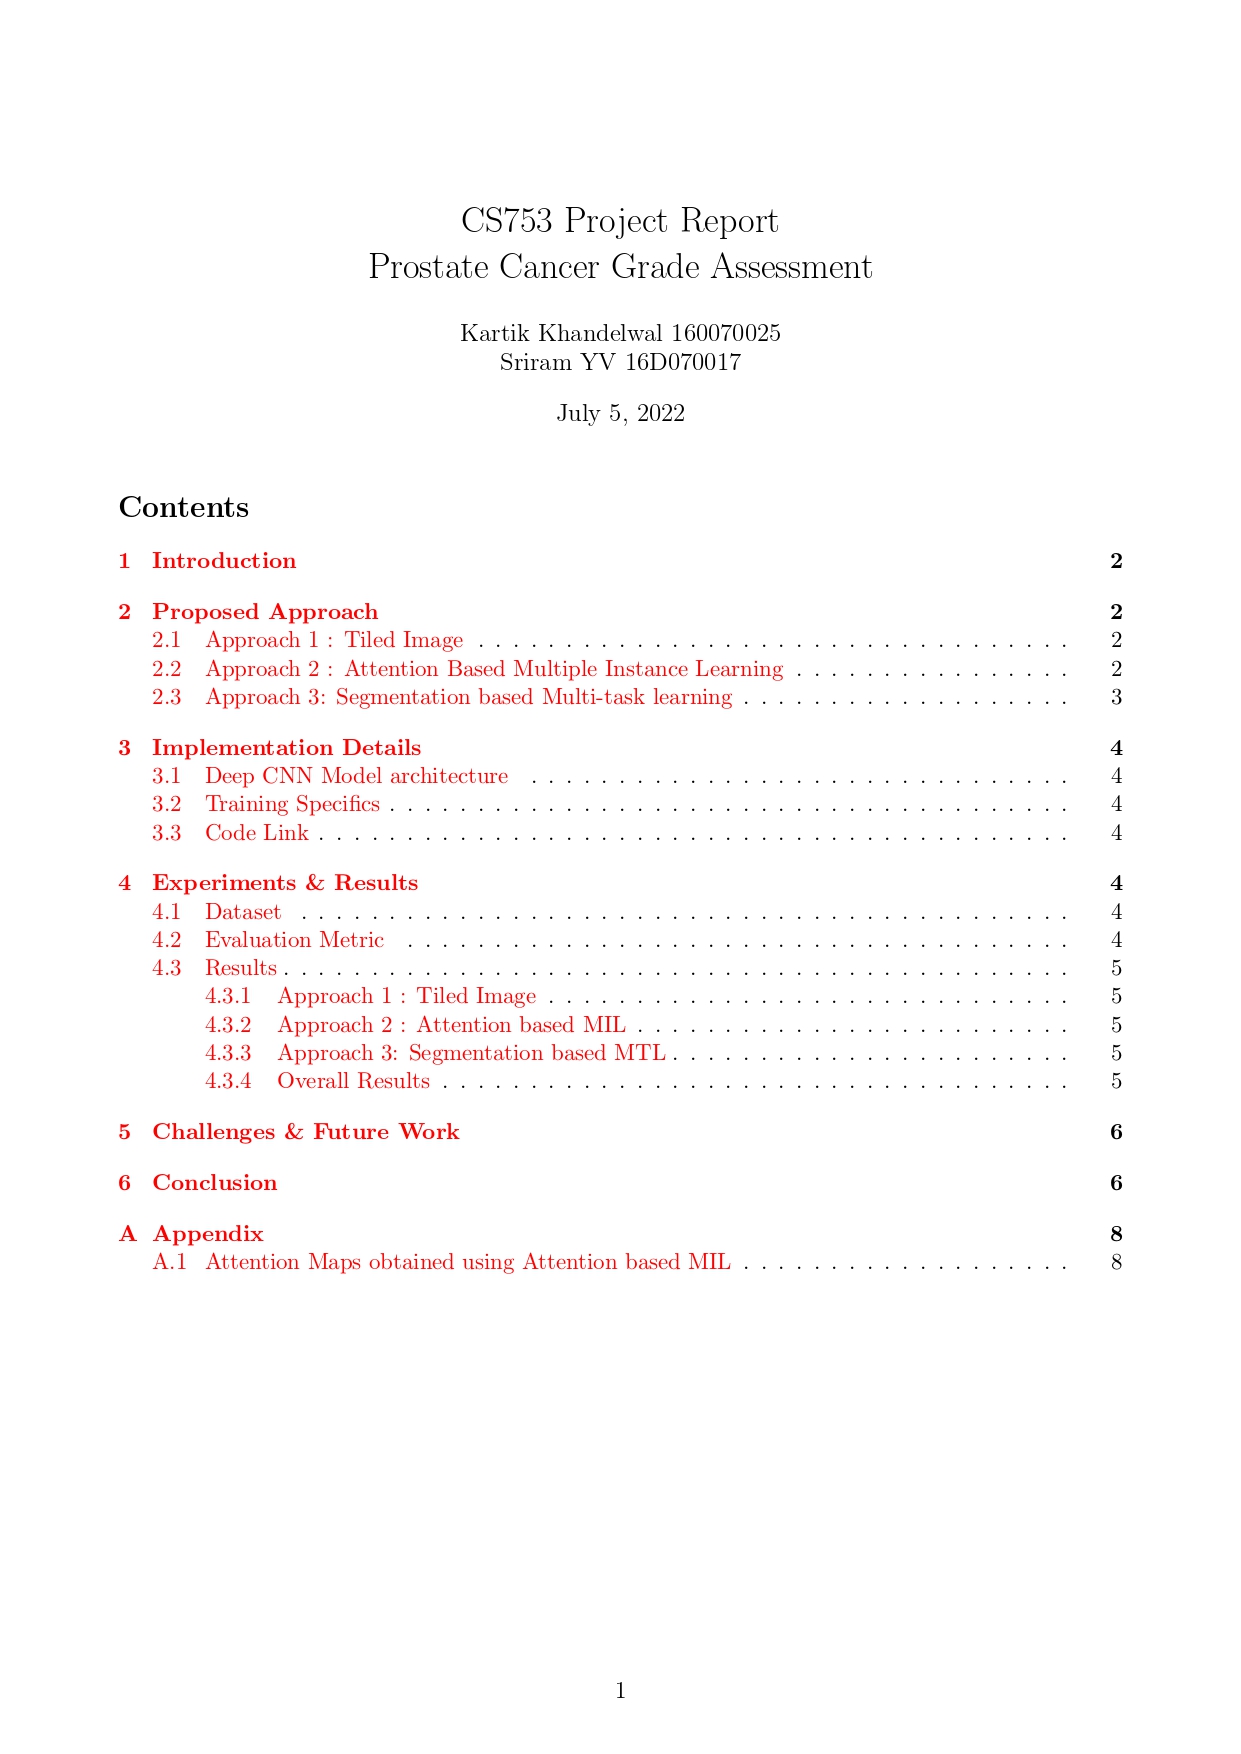 CS753 Project Report
Prostate Cancer Grade Assessment
Kartik Khandelwal 160070025
Sriram YV 16D070017
July 5, 2022
Contents
1 Introduction 2
2 Proposed Approach 2
2.1 Approach 1 : Tiled Image . . . . . . . . . . . . . . . . . . . . . . . . . . . . . . . . . . 2
2.2 Approach 2 : Attention Based Multiple Instance Learning . . . . . . . . . . . . . . . . 2
2.3 Approach 3: Segmentation based Multi-task learning . . . . . . . . . . . . . . . . . . . 3
3 Implementation Details 4
3.1 Deep CNN Model architecture . . . . . . . . . . . . . . . . . . . . . . . . . . . . . . . 4
3.2 Training Specifics . . . . . . . . . . . . . . . . . . . . . . . . . . . . . . . . . . . . . . . 4
3.3 Code Link . . . . . . . . . . . . . . . . . . . . . . . . . . . . . . . . . . . . . . . . . . . 4
4 Experiments & Results 4
4.1 Dataset . . . . . . . . . . . . . . . . . . . . . . . . . . . . . . . . . . . . . . . . . . . . 4
4.2 Evaluation Metric . . . . . . . . . . . . . . . . . . . . . . . . . . . . . . . . . . . . . . 4
4.3 Results . . . . . . . . . . . . . . . . . . . . . . . . . . . . . . . . . . . . . . . . . . . . . 5
4.3.1 Approach 1 : Tiled Image . . . . . . . . . . . . . . . . . . . . . . . . . . . . . . 5
4.3.2 Approach 2 : Attention based MIL . . . . . . . . . . . . . . . . . . . . . . . . . 5
4.3.3 Approach 3: Segmentation based MTL . . . . . . . . . . . . . . . . . . . . . . . 5
4.3.4 Overall Results . . . . . . . . . . . . . . . . . . . . . . . . . . . . . . . . . . . . 5
5 Challenges & Future Work 6
6 Conclusion 6
A Appendix 8
A.1 Attention Maps obtained using Attention based MIL . . . . . . . . . . . . . . . . . . . 8
1